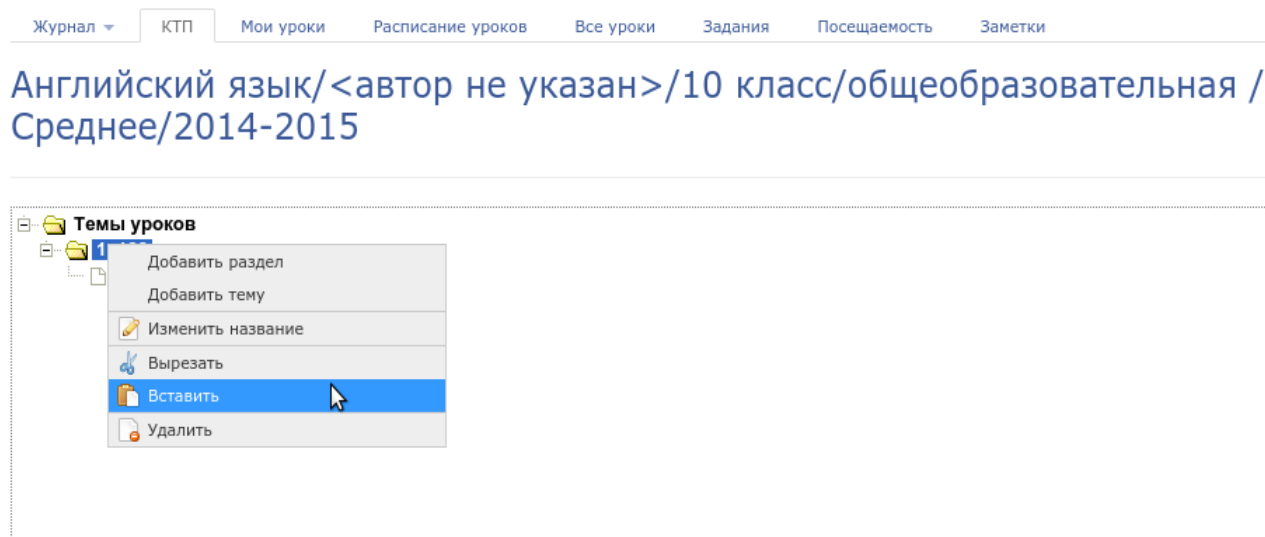 Журнал КТП Мои уроки Расписание уроков Все уроки Задания Посещаемость Заметки
Английский язык/<автор не указан>/10 класс/общеобразовательная /
Среднее/2014-2015
Темы уроков
Добавить раздел
Добавить тему
Изменить название
Вырезать
Вставить
Удалить